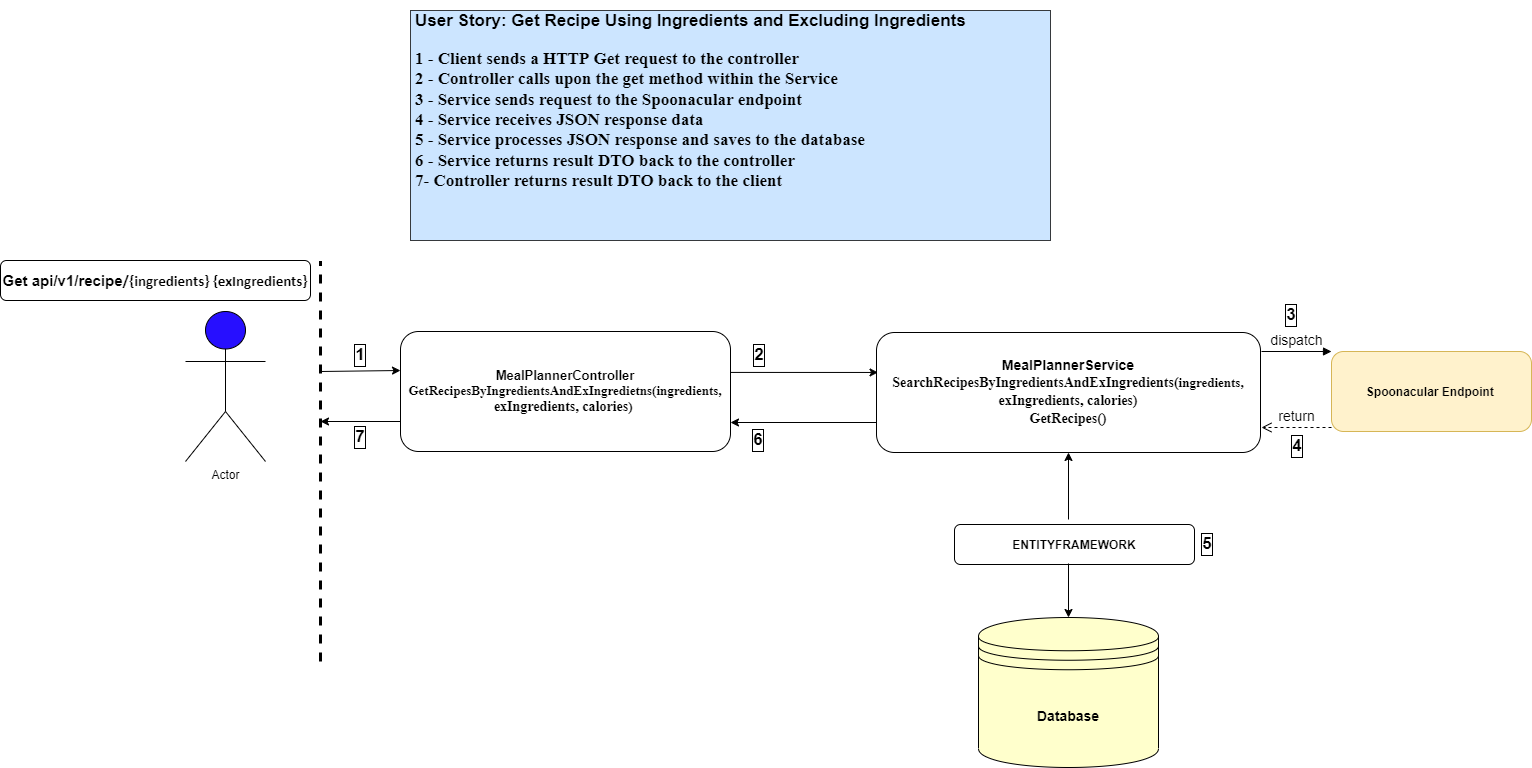 User Story: Get Recipe Using Ingredients and Excluding Ingredients
1 - Client sends a HTTP Get request to the controller
2 - Controller calls upon the get method within the Service
3 - Service sends request to the Spoonacular endpoint
4 - Service receives JSON response data
5 - Service processes JSON response and saves to the database
6 - Service returns result DTO back to the controller
7- Controller returns result DTO back to the client
Get api/v1/recipe/{ingredients} {exIngredients}
Actor
1
7
MealPlannerController
GetRecipesByIngredientsAndExIngredietns(ingredients,
exIngredients, calories)
2
6
MealPlannerService
SearchRecipesByIngredientsAndExIngredients(ingredients,
exIngredients, calories)
GetRecipes()
3
dispatch
return
4
Spoonacular Endpoint
ENTITYFRAMEWORK
5
Database